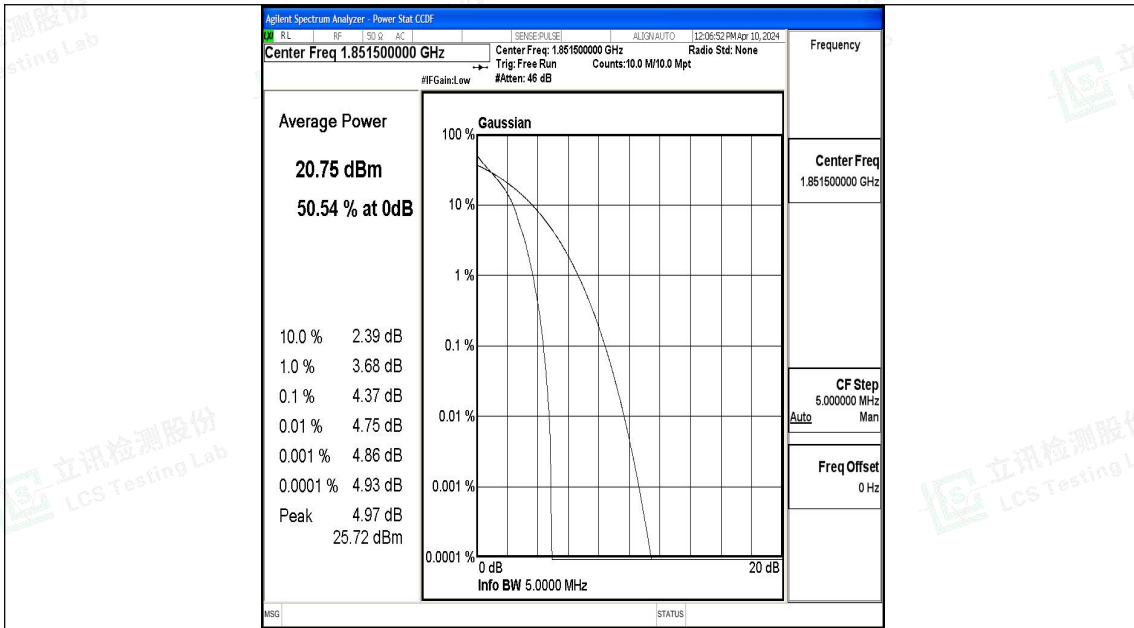 Agilent Spectrum Analyzer - Power Stat CCDF
RL RF 50 Ω AC SENSE:PULSE ALIGN AUTO 12:06:52 PM Apr 10, 2024
Center Freq 1.851500000 GHz
Center Freq: 1.851500000 GHz Radio Std: None
Trig: Free Run Counts:10.0 M/10.0 Mpt
#IFGain:Low #Atten: 46 dB
Average Power
20.75 dBm
50.54 % at 0dB
10.0 % 2.39 dB
1.0 % 3.68 dB
0.1 % 4.37 dB
0.01 % 4.75 dB
0.001 % 4.86 dB
0.0001 % 4.93 dB
Peak 4.97 dB
25.72 dBm
Gaussian
100 %
10 %
1 %
0.1 %
0.01 %
0.001 %
0.0001 %
0 dB 20 dB
Info BW 5.0000 MHz
Frequency
Center Freq
1.851500000 GHz
CF Step
5.000000 MHz
Auto Man
Freq Offset
0 Hz
MSG STATUS
立讯检测股份
LCS Testing Lab
立讯检测股份
LCS Testing L
测股份
sting Lab
立